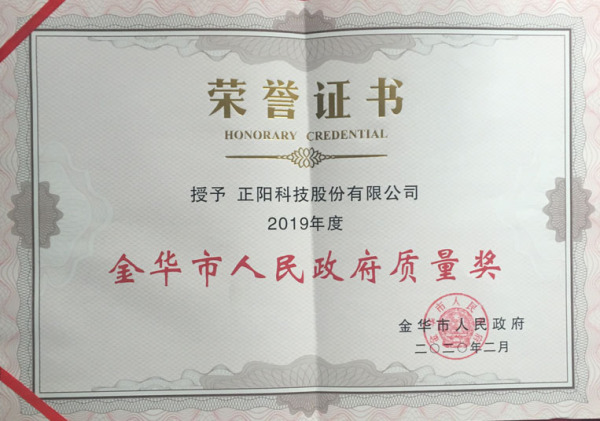 荣誉证书
HONORARY CREDENTIAL
授予 正阳科技股份有限公司
2019年度
金华市人民政府质量奖
金华市人民政府
二〇二〇年二月